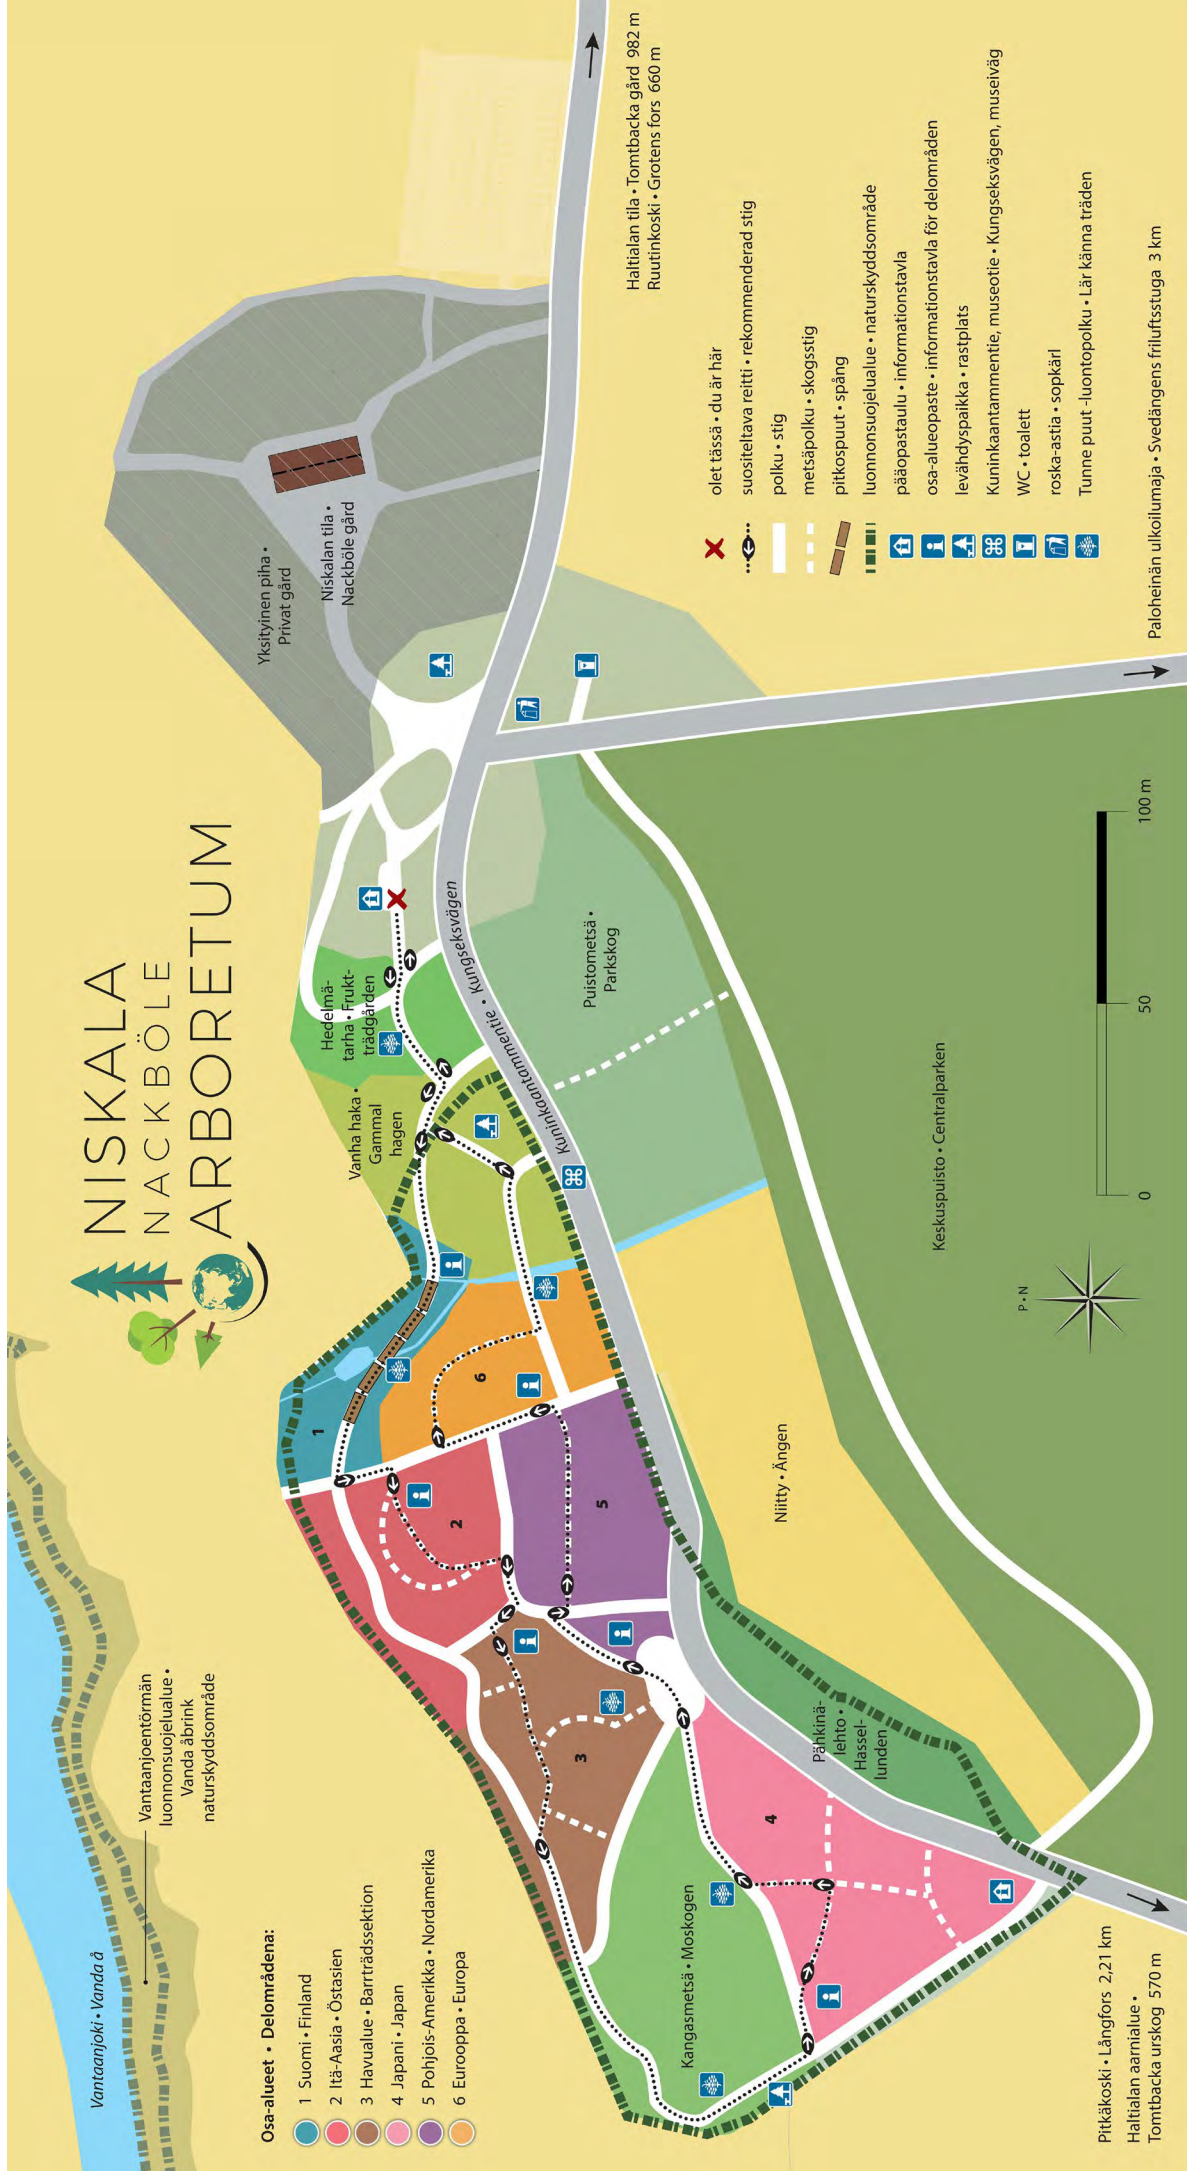 NISKALA
NACKBÖLE
ARBORETUM
Vantaanjoki • Vanda å
Vantaanjoentörmän
luonnonsuojelualue •
Vanda åbrink
naturskyddsområde
Osa-alueet • Delområdena:
1 Suomi • Finland
2 Itä-Aasia • Östasien
3 Havualue • Barrträdssektion
4 Japani • Japan
5 Pohjois-Amerikka • Nordamerika
6 Eurooppa • Europa
Yksityinen piha •
Privat gård
Niskalan tila •
Nackböle gård
Hedelmä-
tarha • Frukt-
trädgården
Vanha haka •
Gammal
hagen
1
2
3
4
5
6
Kuninkaantammentie • Kungseksvägen
Puistometsä •
Parkskog
Kangasmetsä • Moskogen
Pähkinä-
lehto •
Hassel-
lunden
Niitty • Ängen
Keskuspuisto • Centralparken
P • N
0
50
100 m
Haltialan tila • Tomtbacka gård 982 m
Ruutinkoski • Grotens fors 660 m
olet tässä • du är här
suositeltava reitti • rekommenderad stig
polku • stig
metsäpolku • skogsstig
pitkospuut • spång
luonnonsuojelualue • naturskyddsområde
pääopastaulu • informationstavla
osa-alueopaste • informationstavla för delområden
levähdyspaikka • rastplats
Kuninkaantammentie, museotie • Kungseksvägen, museiväg
WC • toalett
roska-astia • sopkärl
Tunne puut -luontopolku • Lär känna träden
Paloheinän ulkoilumaja • Svedängens friluftsstuga 3 km
Pitkäkoski • Långfors 2,21 km
Haltialan aarnialue •
Tomtbacka urskog 570 m